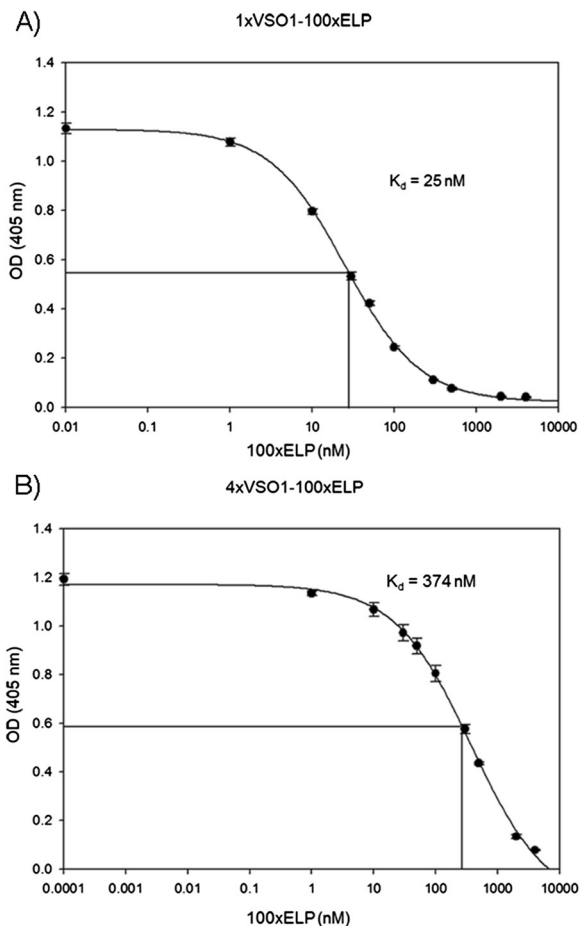 A)
1xVSO1-100xELP
1.4
1.2
1.0
0.8
0.6
0.4
0.2
0.0
OD (405 nm)
Kd = 25 nM
0.01 0.1 1 10 100 1000 10000
100xELP (nM)
B)
4xVSO1-100xELP
1.4
1.2
1.0
0.8
0.6
0.4
0.2
0.0
OD (405 nm)
Kd = 374 nM
0.0001 0.1 0.1 1 10 100 1000 10000
100xELP (nM)